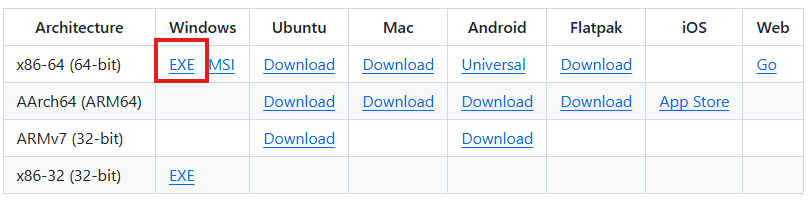 Architecture Windows Ubuntu Mac Android Flatpak iOS Web
x86-64 (64-bit) EXE MSI Download Download Universal Download Go
AArch64 (ARM64) Download Download Download Download App Store
ARMv7 (32-bit) Download Download
x86-32 (32-bit) EXE